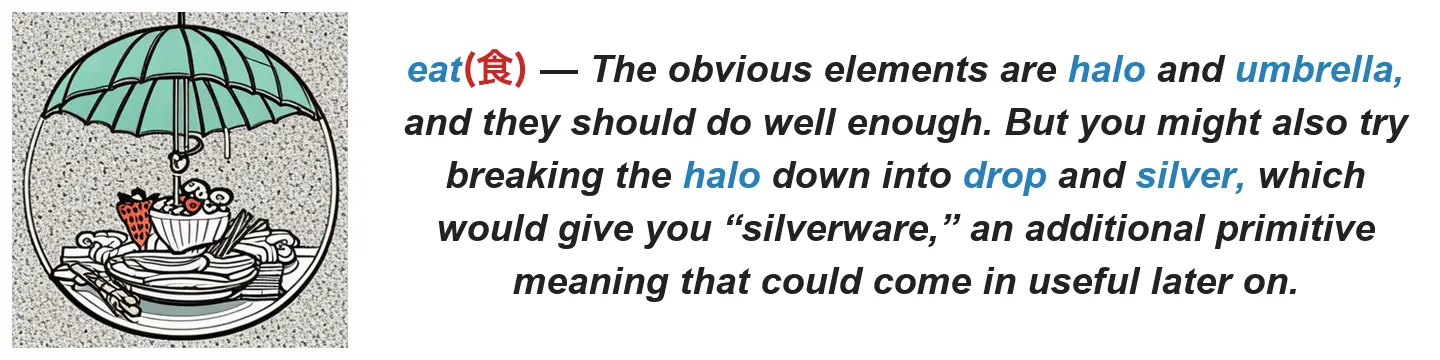 eat(食) — The obvious elements are halo and umbrella,
and they should do well enough. But you might also try
breaking the halo down into drop and silver, which
would give you “silverware,” an additional primitive
meaning that could come in useful later on.